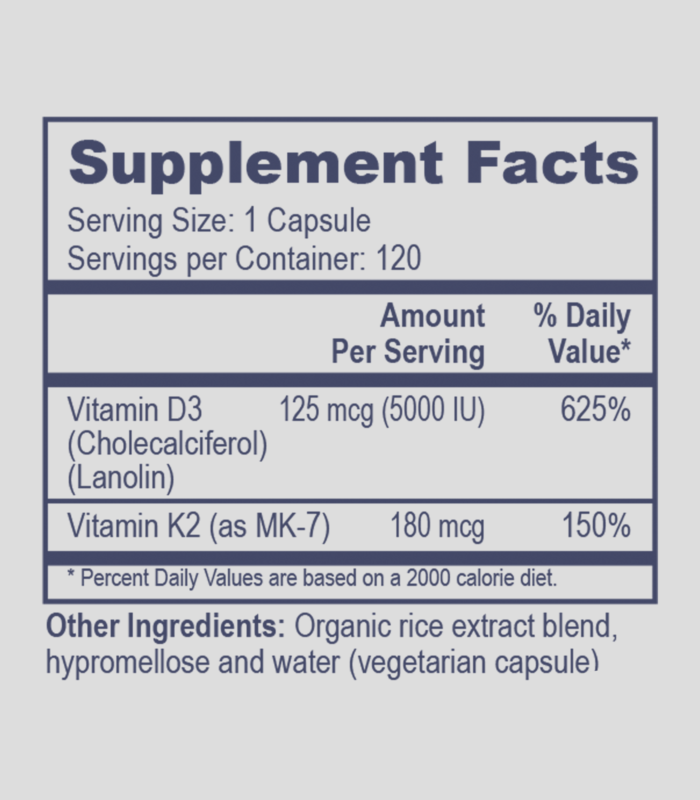 Supplement Facts
Serving Size: 1 Capsule
Servings per Container: 120
Amount % Daily
Per Serving Value*
Vitamin D3 125 mcg (5000 IU) 625%
(Cholecalciferol)
(Lanolin)
Vitamin K2 (as MK-7) 180 mcg 150%
* Percent Daily Values are based on a 2000 calorie diet.
Other Ingredients: Organic rice extract blend,
hypromellose and water (vegetarian capsule)